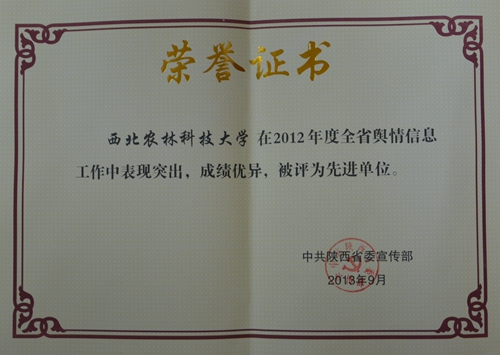 荣誉证书
西北农林科技大学在2012年度全省舆情信息
工作中表现突出，成绩优异，被评为先进单位。
中共陕西省委宣传部
2013年9月